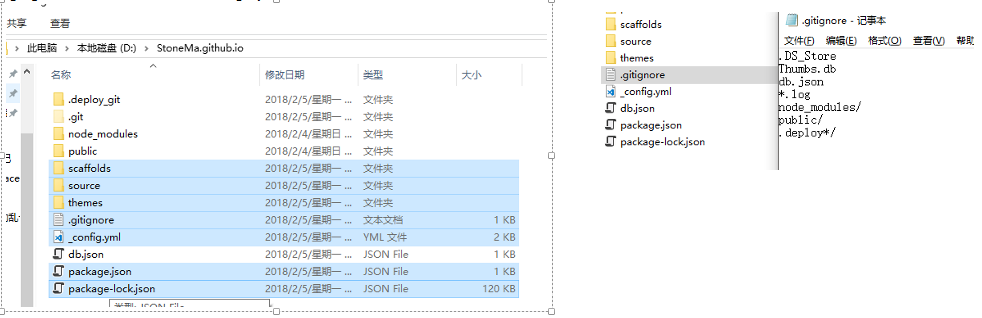 共享 查看
此电脑 > 本地磁盘 (D:) > StoneMa.github.io
名称 修改日期 类型 大小
.deploy_git 2018/2/5/星期一 ... 文件夹
.git 2018/2/5/星期一 ... 文件夹
node_modules 2018/2/4/星期日 ... 文件夹
public 2018/2/4/星期日 ... 文件夹
scaffolds 2018/2/5/星期一 ... 文件夹
source 2018/2/5/星期一 ... 文件夹
themes 2018/2/5/星期一 ... 文件夹
.gitignore 2018/2/5/星期一 ... 文本文档 1 KB
_config.yml 2018/2/5/星期一 ... YML 文件 2 KB
db.json 2018/2/5/星期一 ... JSON File
package.json 2018/2/5/星期一 ... JSON File 1 KB
package-lock.json 2018/2/5/星期一 ... JSON File 120 KB
类型: JSON File
scaffolds
source
themes
.gitignore
_config.yml
db.json
package.json
package-lock.json
.gitignore - 记事本
文件(F) 编辑(E) 格式(O) 查看(V) 帮助
.DS_Store
Thumbs.db
db.json
*.log
node_modules/
public/
.deploy*/